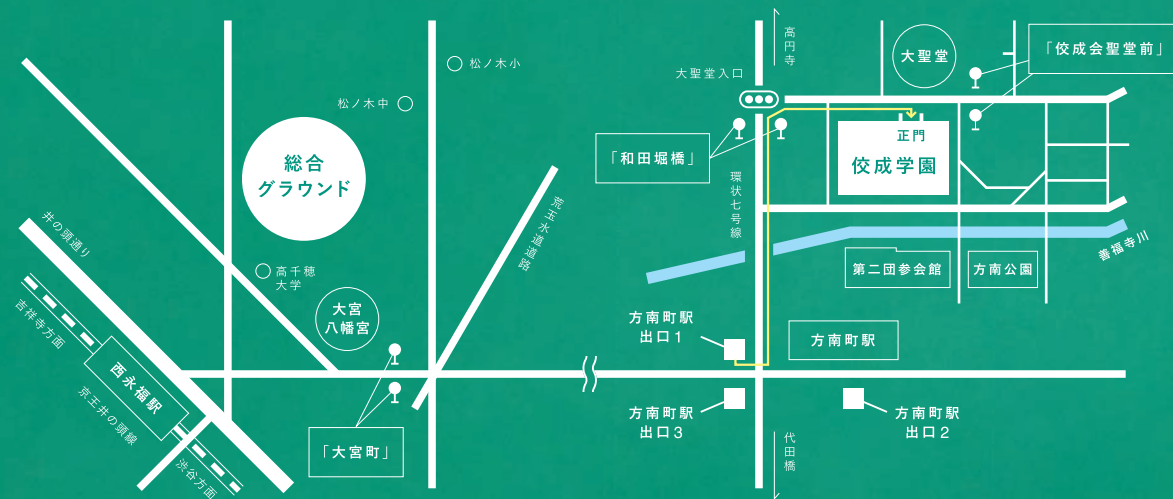 松ノ木小
松ノ木中
総合
グラウンド
井の頭通り
高千穂
大学
大宮
八幡宮
荒玉水道道路
吉祥寺方面
西永福駅
京王井の頭線
渋谷方面
「大宮町」
高円寺
大聖堂入口
大聖堂
「佼成会聖堂前」
「和田堀橋」
正門
佼成学園
環状七号線
善福寺川
第二団参会館
方南公園
方南町駅
出口1
方南町駅
方南町駅
出口3
方南町駅
出口2
代田橋